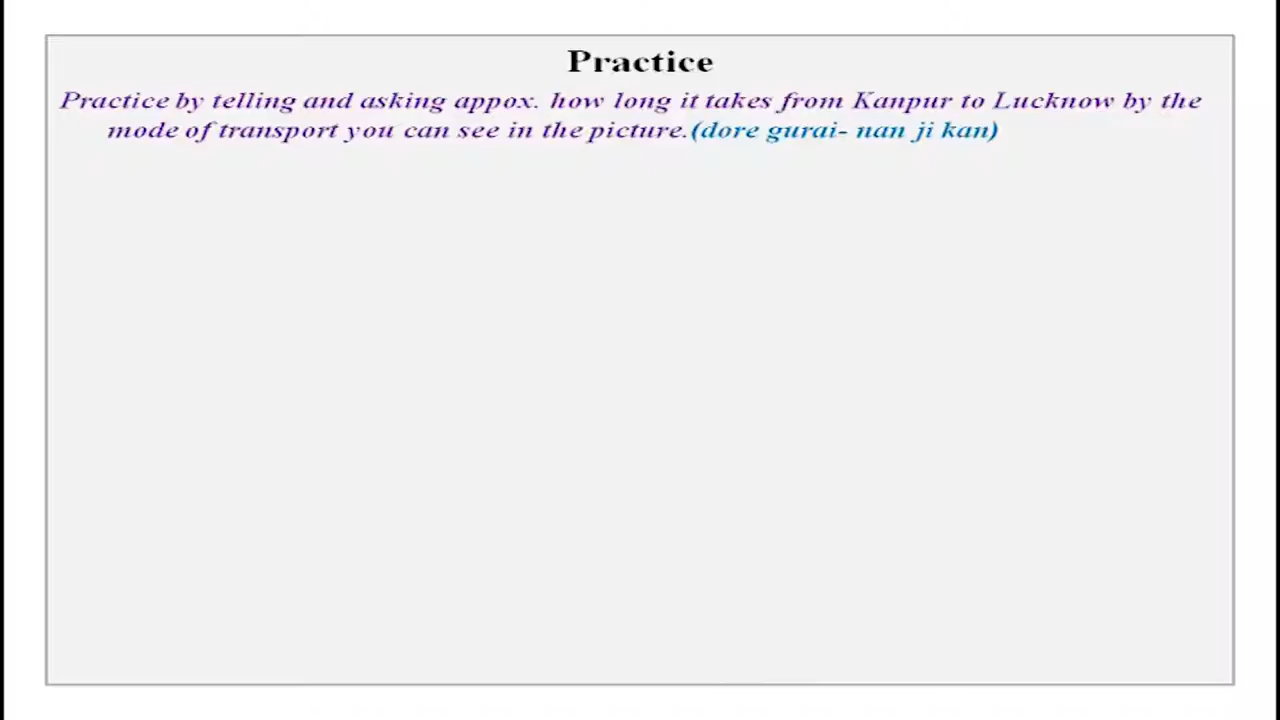 Practice
Practice by telling and asking appox. how long it takes from Kanpur to Lucknow by the
mode of transport you can see in the picture.(dore gurai- nan ji kan)